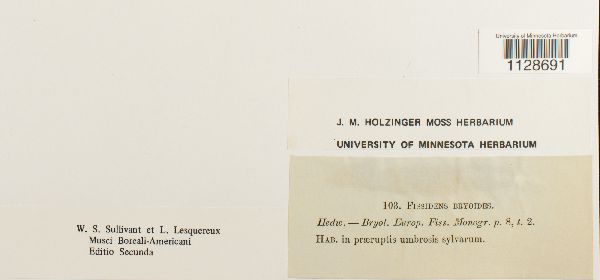 University of Minnesota Herbarium
1128691
J. M. HOLZINGER MOSS HERBARIUM
UNIVERSITY OF MINNESOTA HERBARIUM
103. FISSIDENS BRYOIDES.
Hedw. — Bryol. Europ. Fiss. Monogr. p. 8, t. 2.
HAB. in præruptis umbrosis sylvarum.
W. S. Sullivant et L. Lesquereux
Musci Boreali-Americani
Editio Secunda